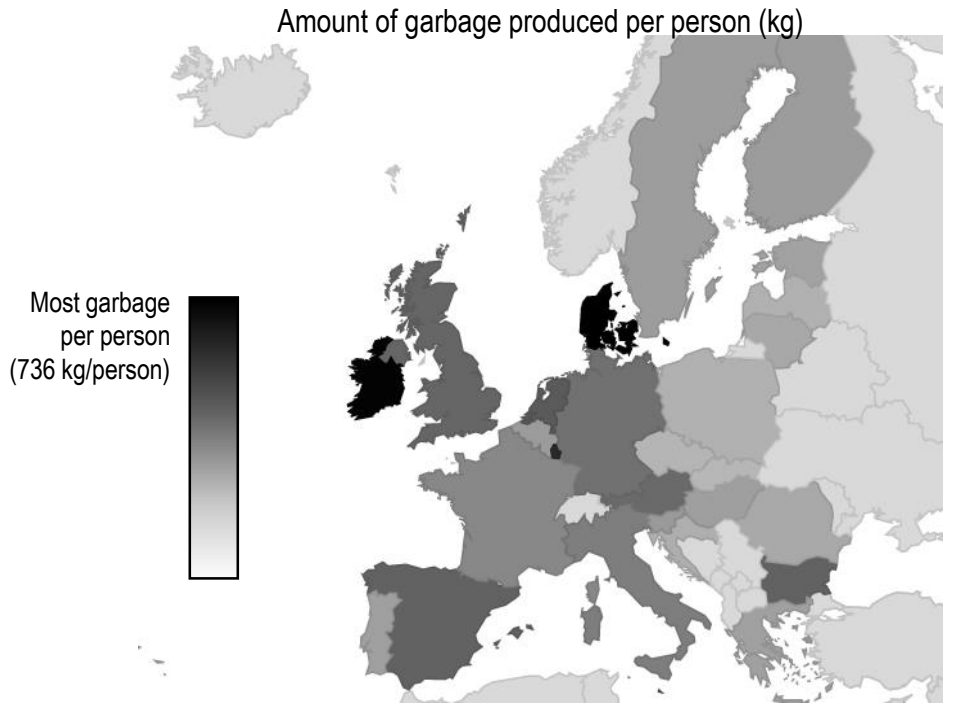 Amount of garbage produced per person (kg)
Most garbage
per person
(736 kg/person)